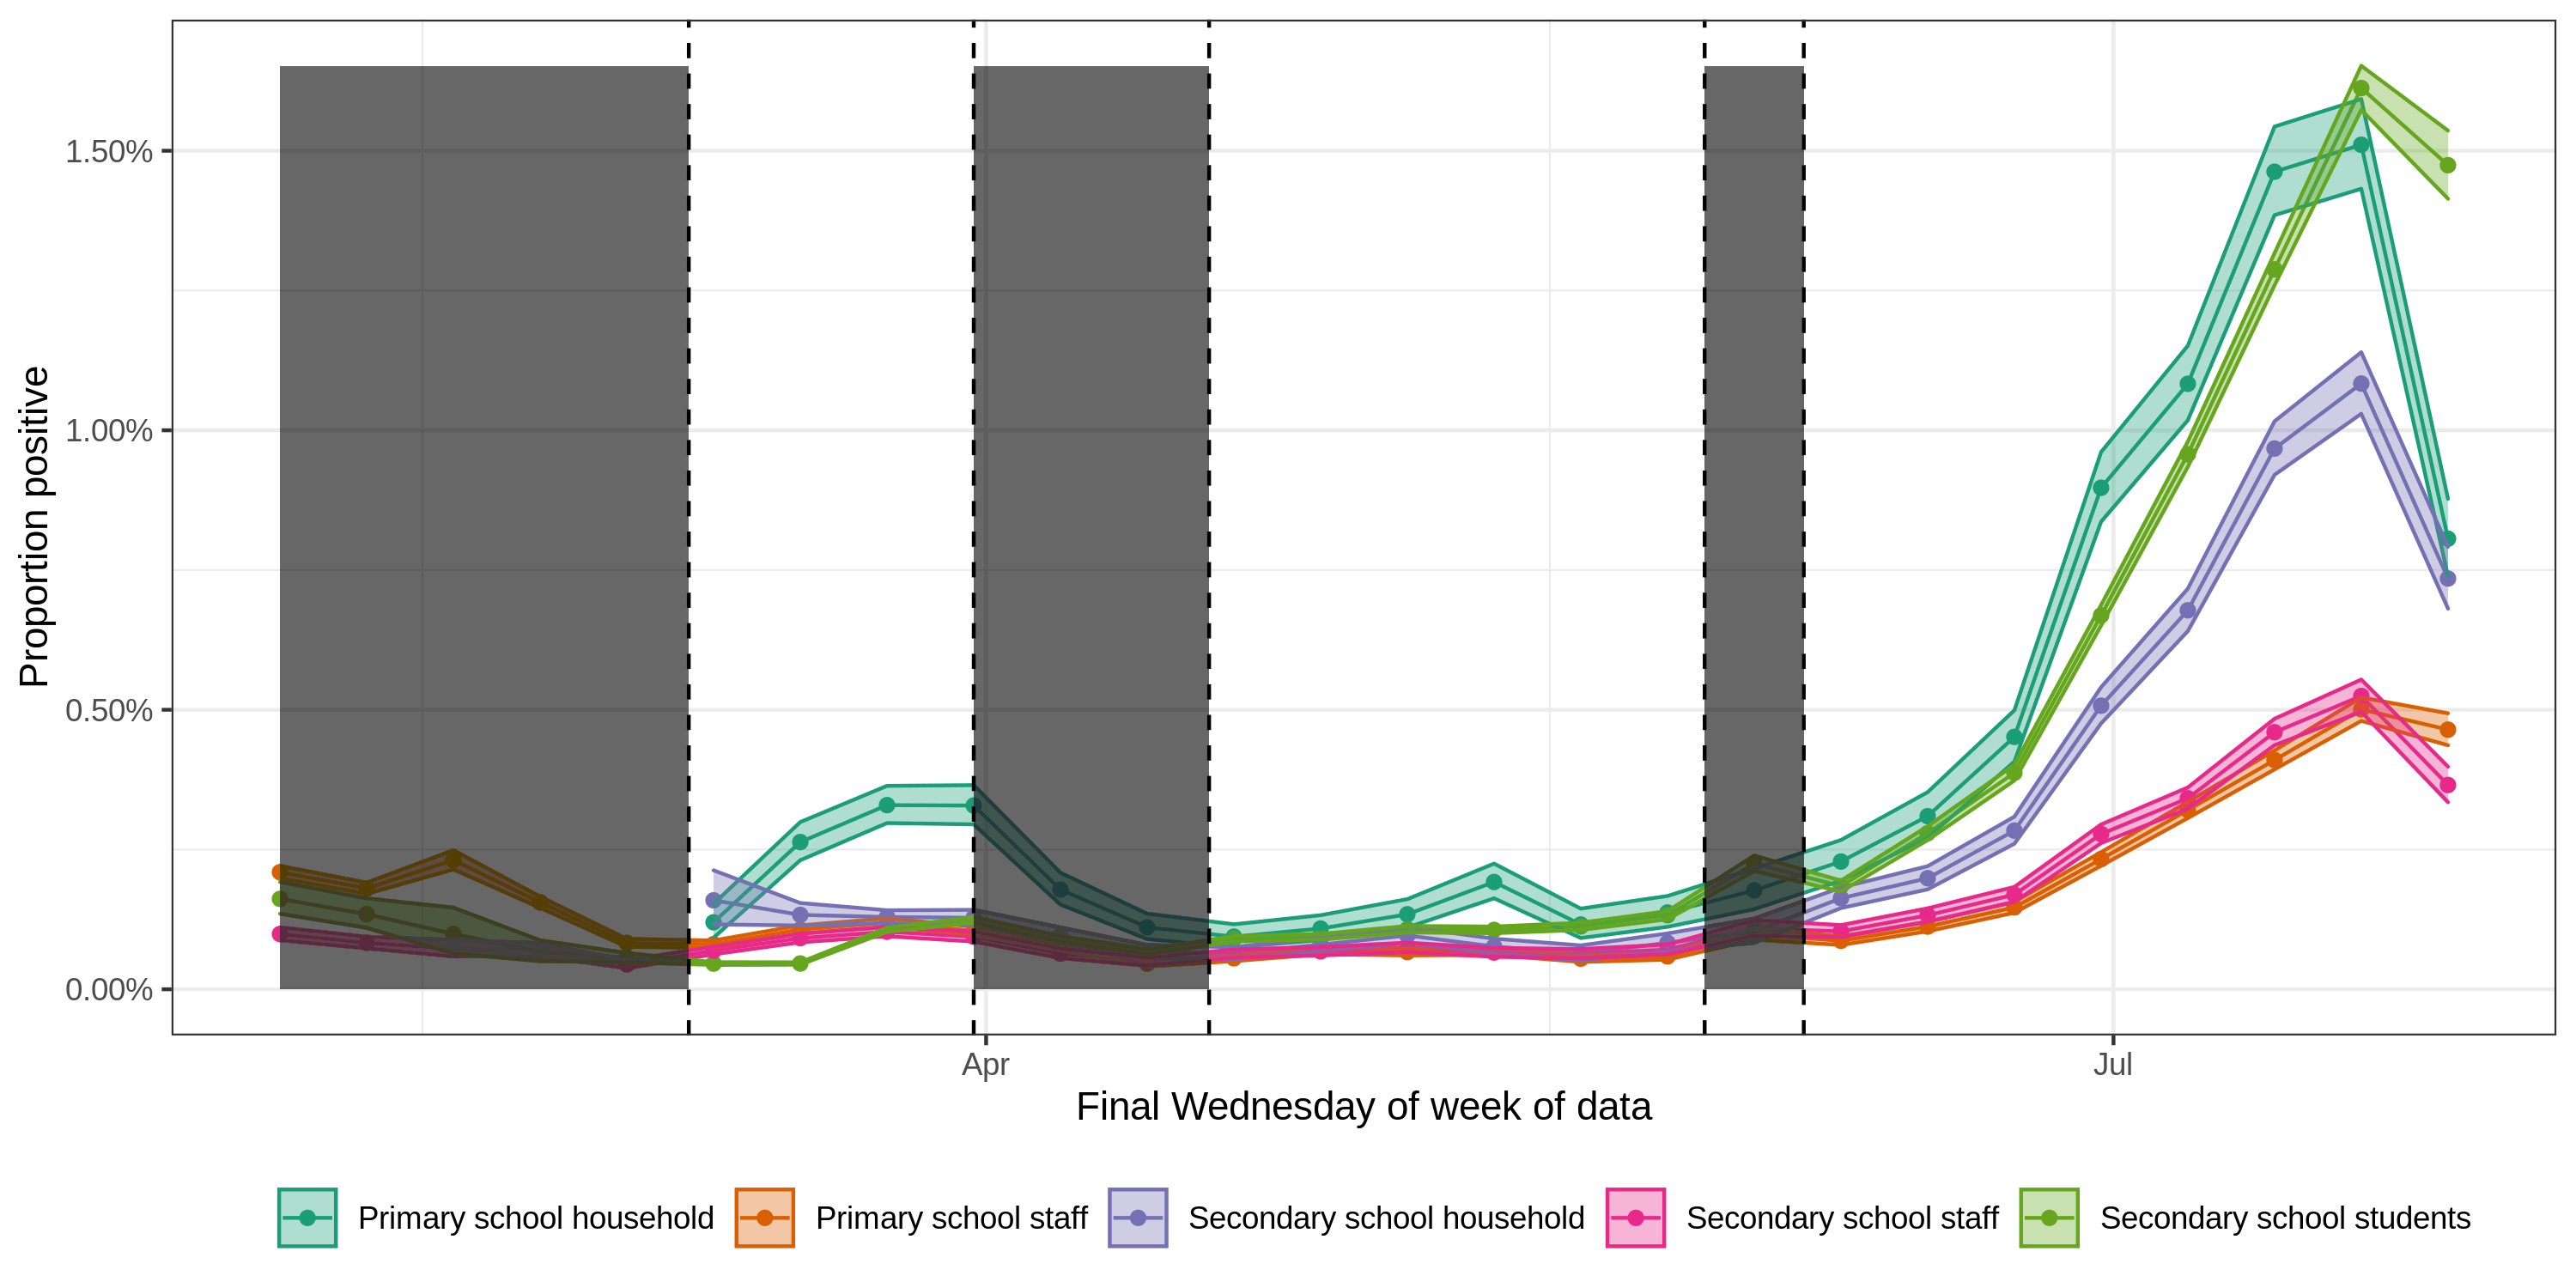 Proportion positive
1.50%
1.00%
0.50%
0.00%
Apr
Jul
Final Wednesday of week of data
Primary school household
Primary school staff
Secondary school household
Secondary school staff
Secondary school students